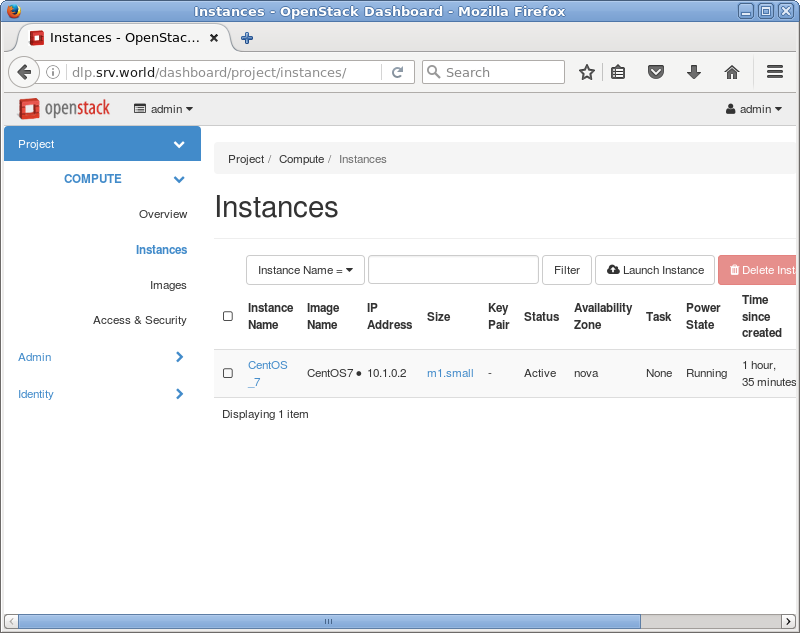 Instances - OpenStack Dashboard - Mozilla Firefox
Instances - OpenStac...
dlp.srv.world/dashboard/project/instances/
Search
openstack
admin
admin
Project
COMPUTE
Overview
Instances
Images
Access & Security
Admin
Identity
Project / Compute / Instances
Instances
Instance Name =
Filter
Launch Instance
Delete Inst
Instance Name
Image Name
IP Address
Size
Key Pair
Status
Availability Zone
Task
Power State
Time since created
CentOS_7
CentOS7
10.1.0.2
m1.small
-
Active
nova
None
Running
1 hour, 35 minutes
Displaying 1 item